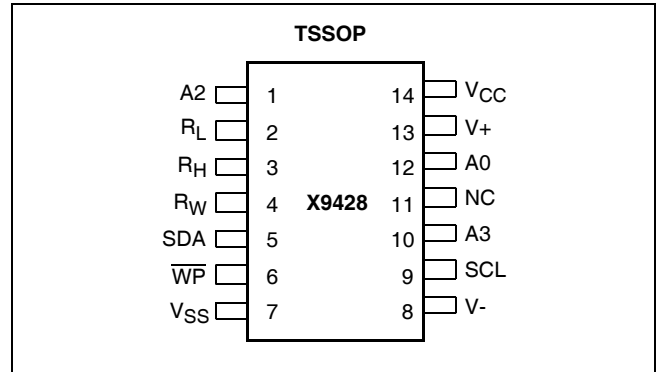 TSSOP
A2 1 14 VCC
RL 2 13 V+
RH 3 12 A0
RW 4 X9428 11 NC
SDA 5 10 A3
W̅P̅ 6 9 SCL
VSS 7 8 V-